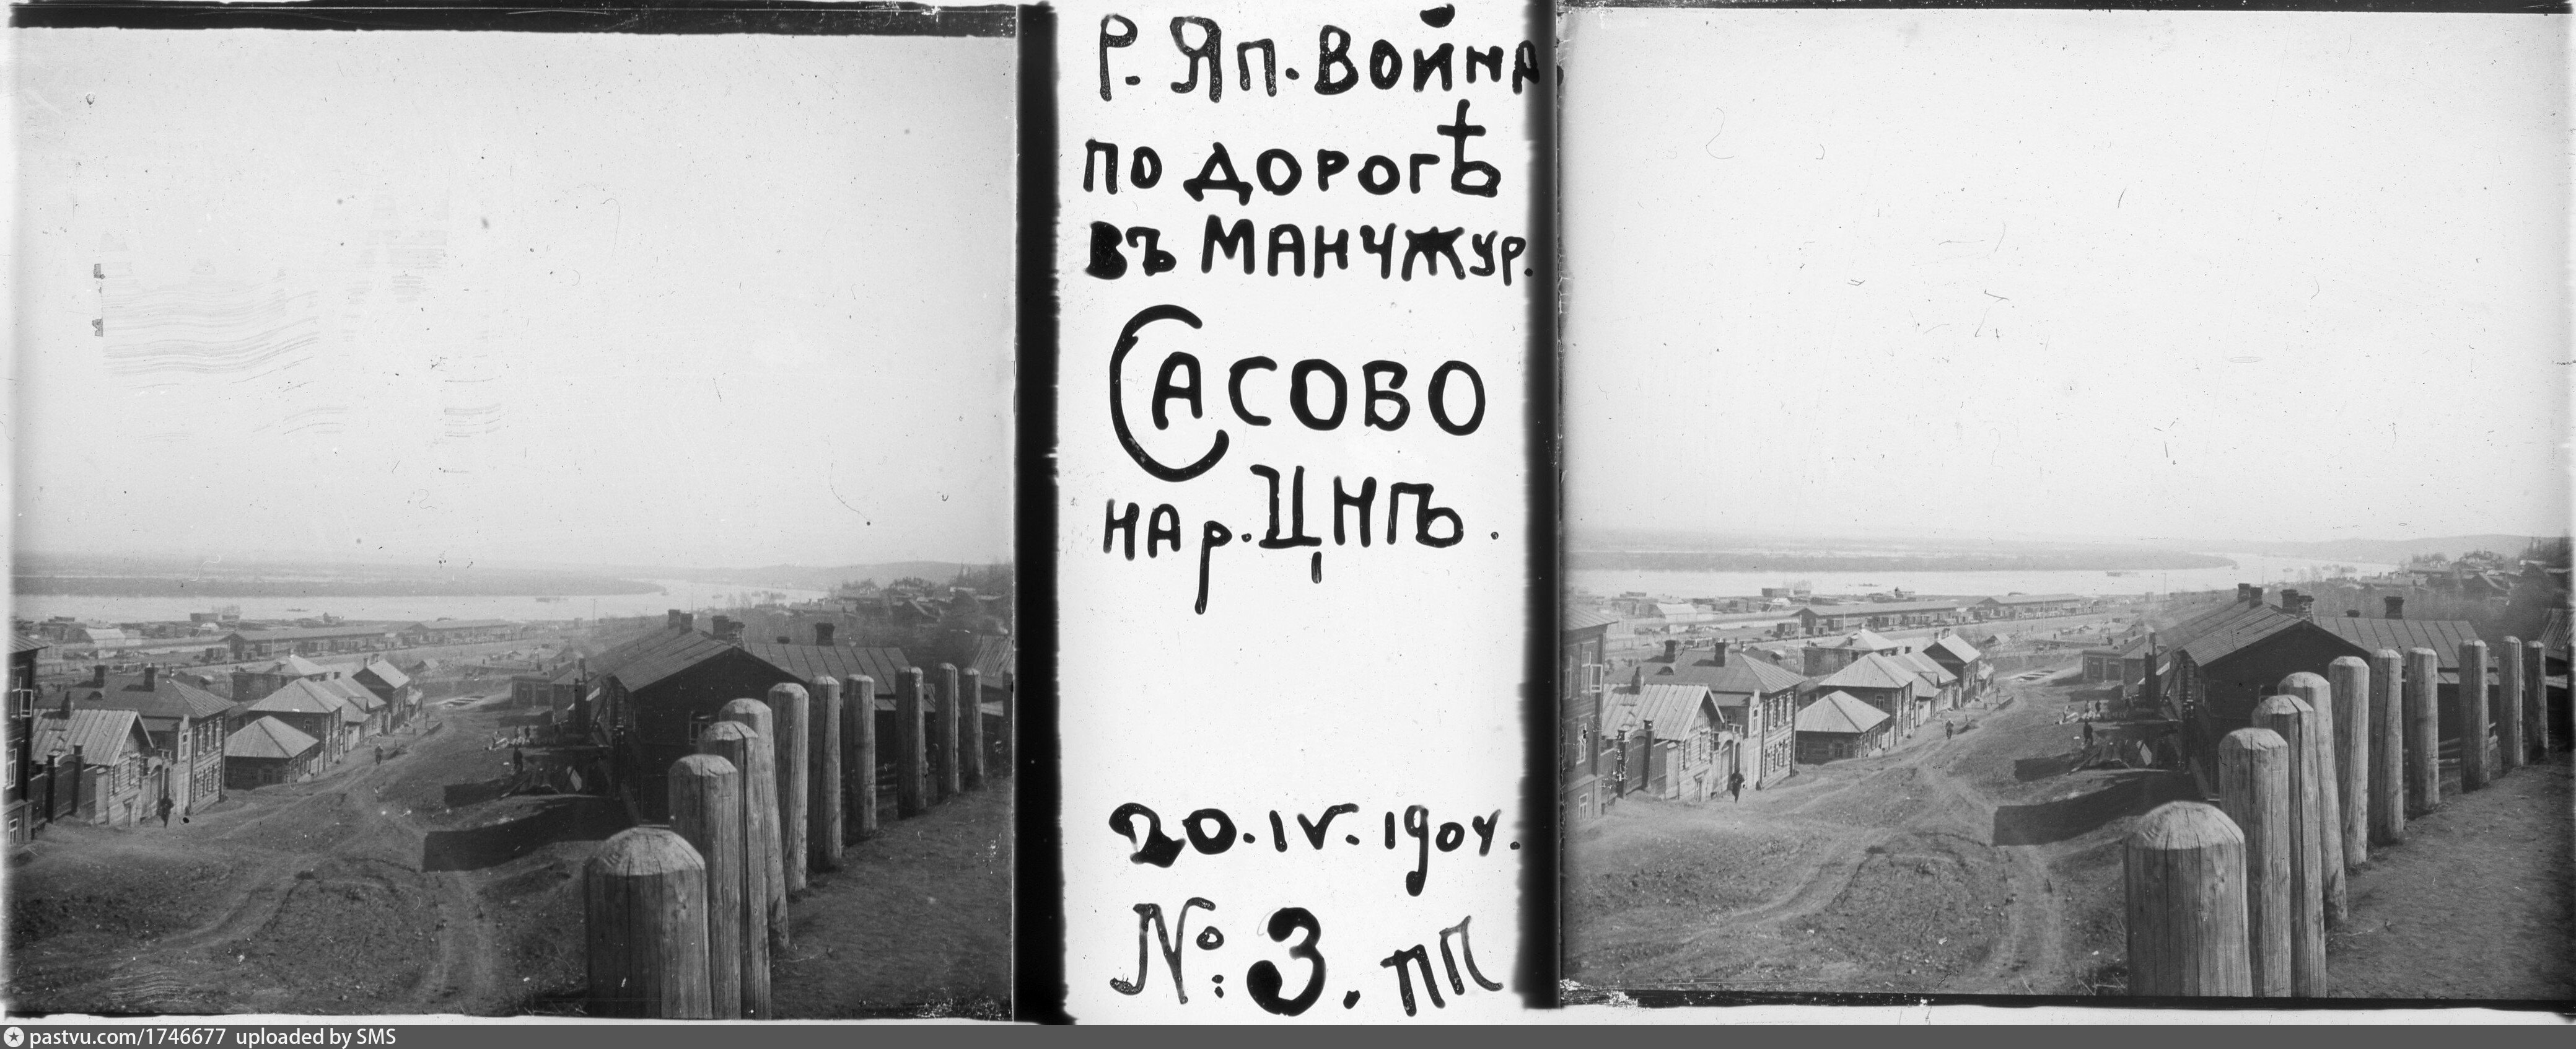 Р. Яп. Война
по дорогѣ
въ Манчжур.
Сасово
на р. Цнѣ.
20. IV. 1904.
№: 3. пп
pastvu.com/1746677 uploaded by SMS